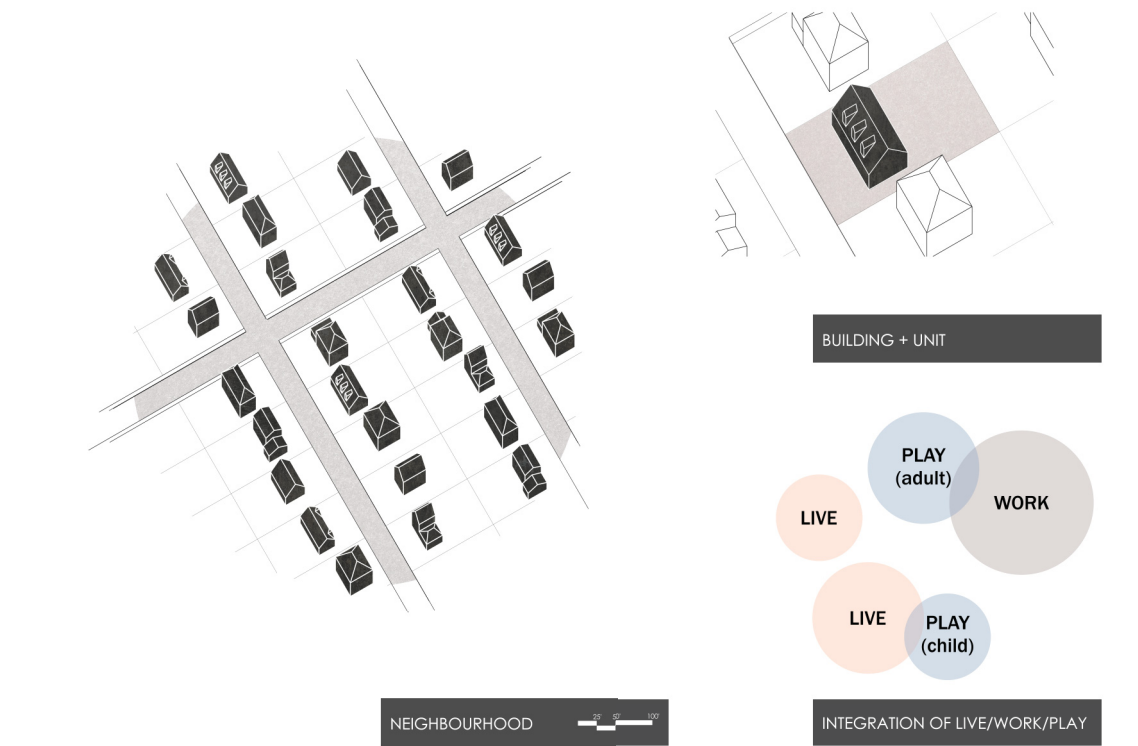 BUILDING + UNIT
PLAY
(adult)
WORK
LIVE
LIVE
PLAY
(child)
NEIGHBOURHOOD
25' 50' 100'
INTEGRATION OF LIVE/WORK/PLAY